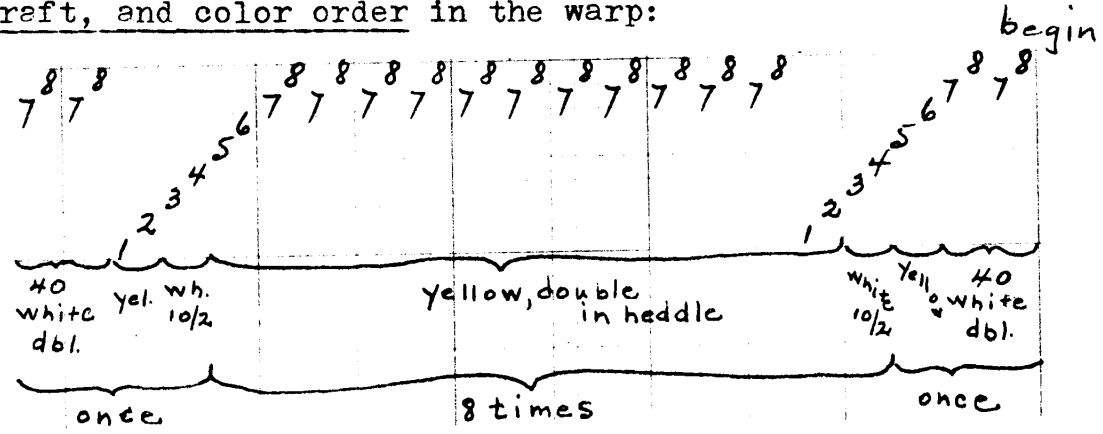 raft, and color order in the warp:
begin
8 8 8 8 8 8 8 8 8 8 8 8 8 8 8
7 7 7 7 7 7 7 7 7 7 7 7 7 7 7
6 6
5 5
4 4
3 3
2 2
1 1
40 white dbl.
yel.
wh. 10/2
yellow, double
in heddle
white 10/2
yellow
40 white dbl.
once
8 times
once